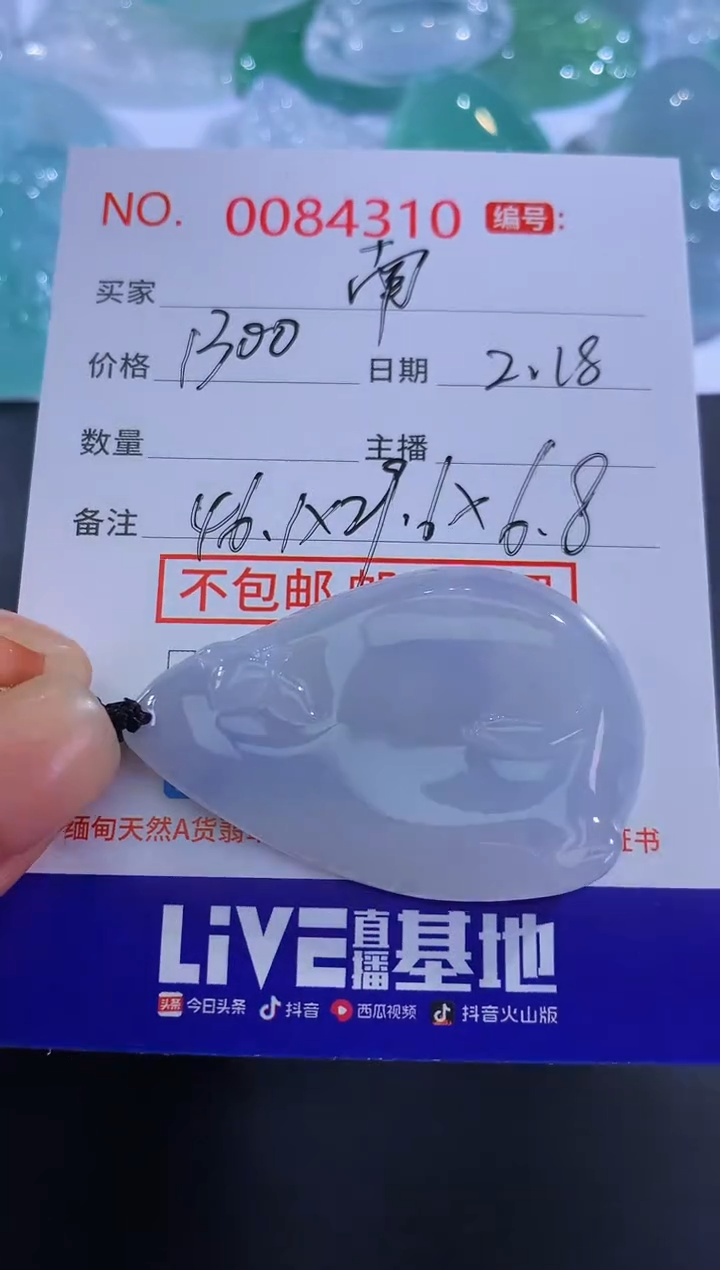 NO. 0084310 编号:
买家 南
价格 1300 日期 2.18
数量 主播
备注 46.1×29.6×6.8
不包邮
缅甸天然A货翡 证书
LiVE直播基地
头条 今日头条 抖音 西瓜视频 抖音火山版